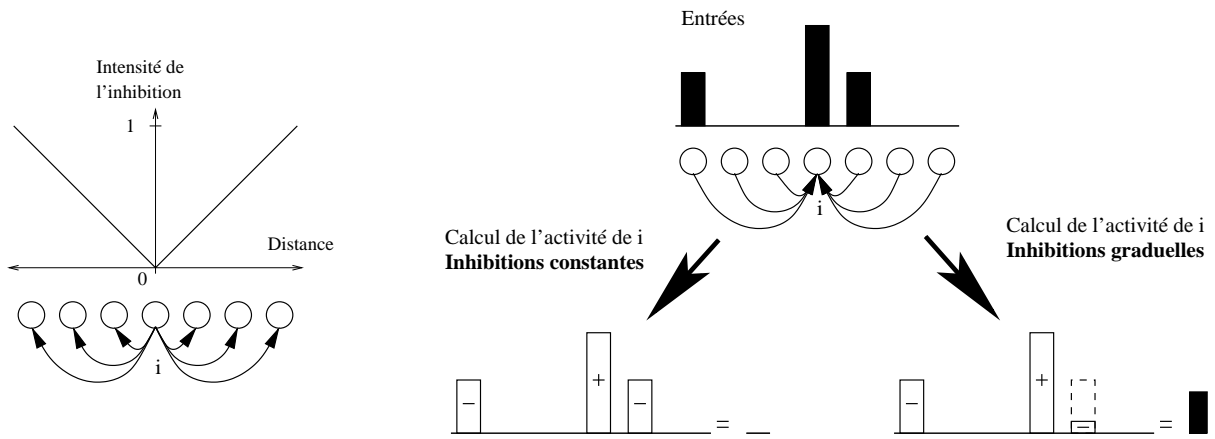 Intensité de
l'inhibition
1
Distance
0
i
Entrées
i
Calcul de l'activité de i
Inhibitions constantes
Calcul de l'activité de i
Inhibitions graduelles
− + − =
− + − =